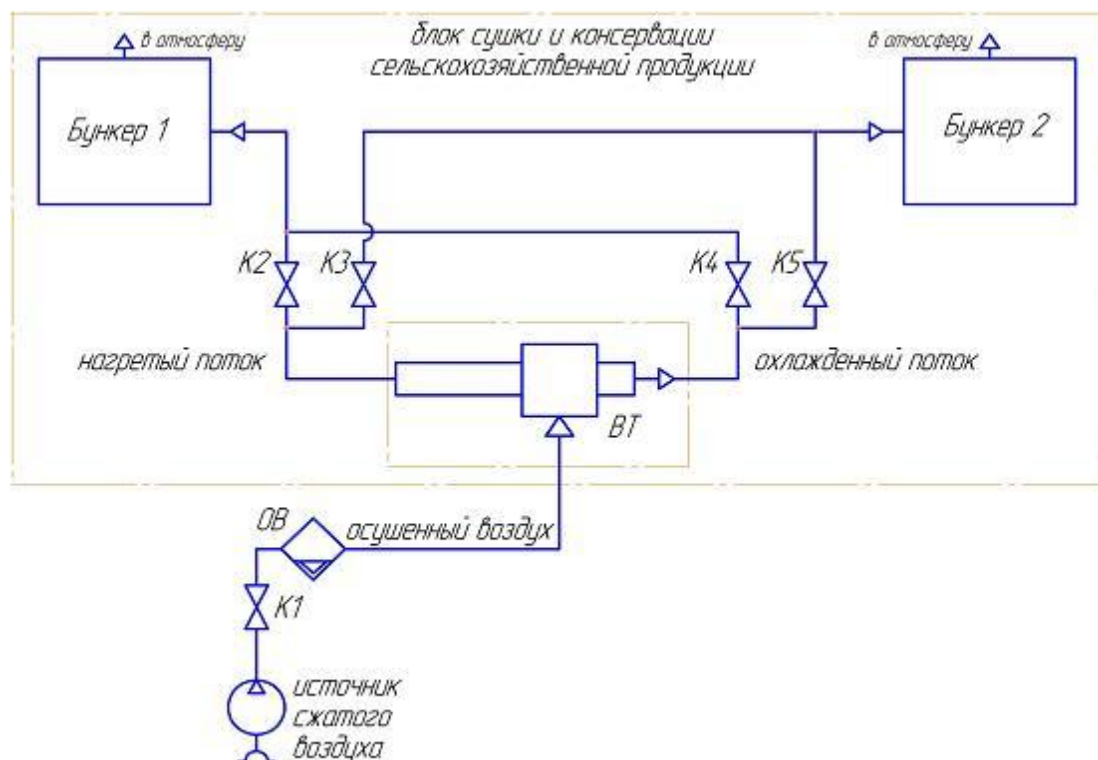 в атмосферу
блок сушки и консервации
сельскохозяйственной продукции
в атмосферу
Бункер 1
Бункер 2
К2
К3
К4
К5
нагретый поток
охлажденный поток
ВТ
ОВ
осушенный воздух
К1
источник
сжатого
воздуха